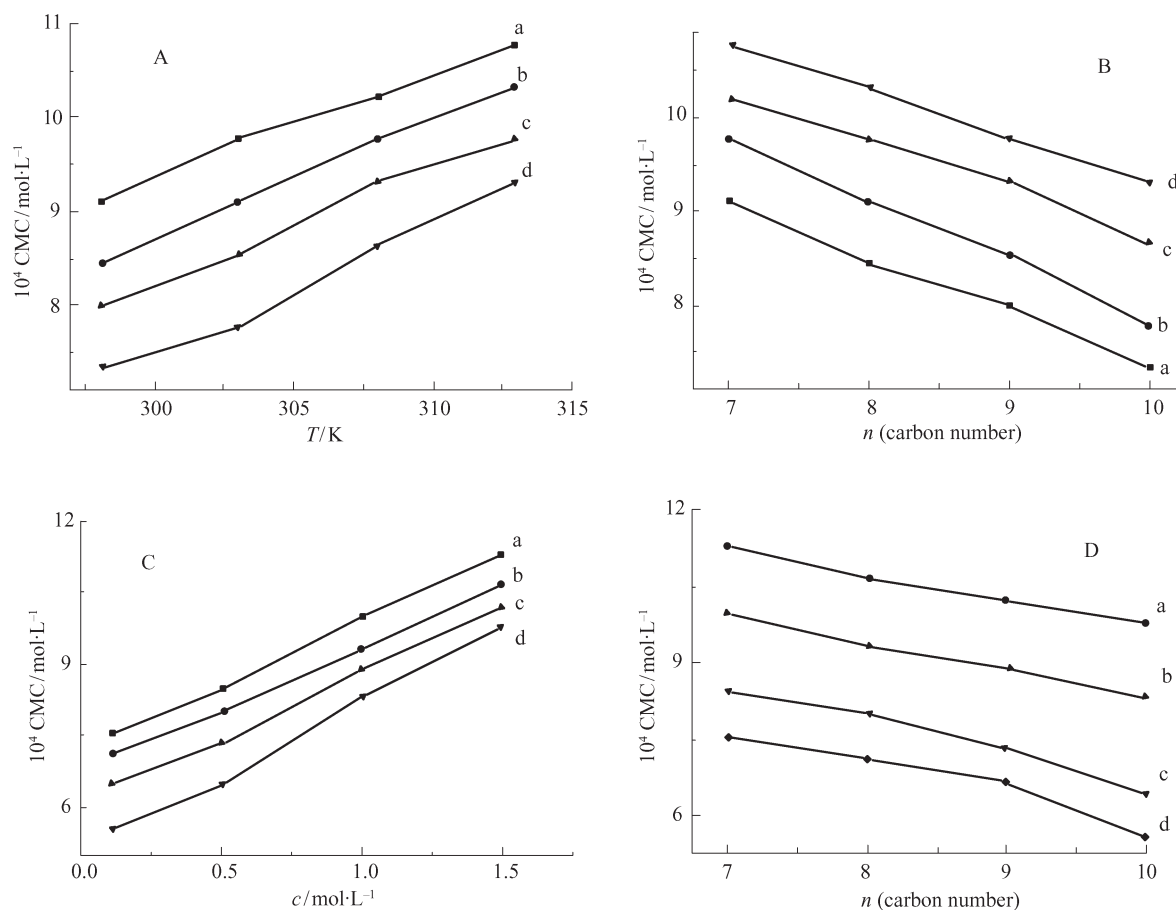 A
11
10
9
8
10⁴ CMC/mol·L⁻¹
a
b
c
d
300
305
310
315
T/K
B
10
9
8
10⁴ CMC/mol·L⁻¹
d
c
b
a
7
8
9
10
n (carbon number)
C
12
9
6
10⁴ CMC/mol·L⁻¹
a
b
c
d
0.0
0.5
1.0
1.5
c/mol·L⁻¹
D
12
9
6
10⁴ CMC/mol·L⁻¹
a
b
c
d
7
8
9
10
n (carbon number)